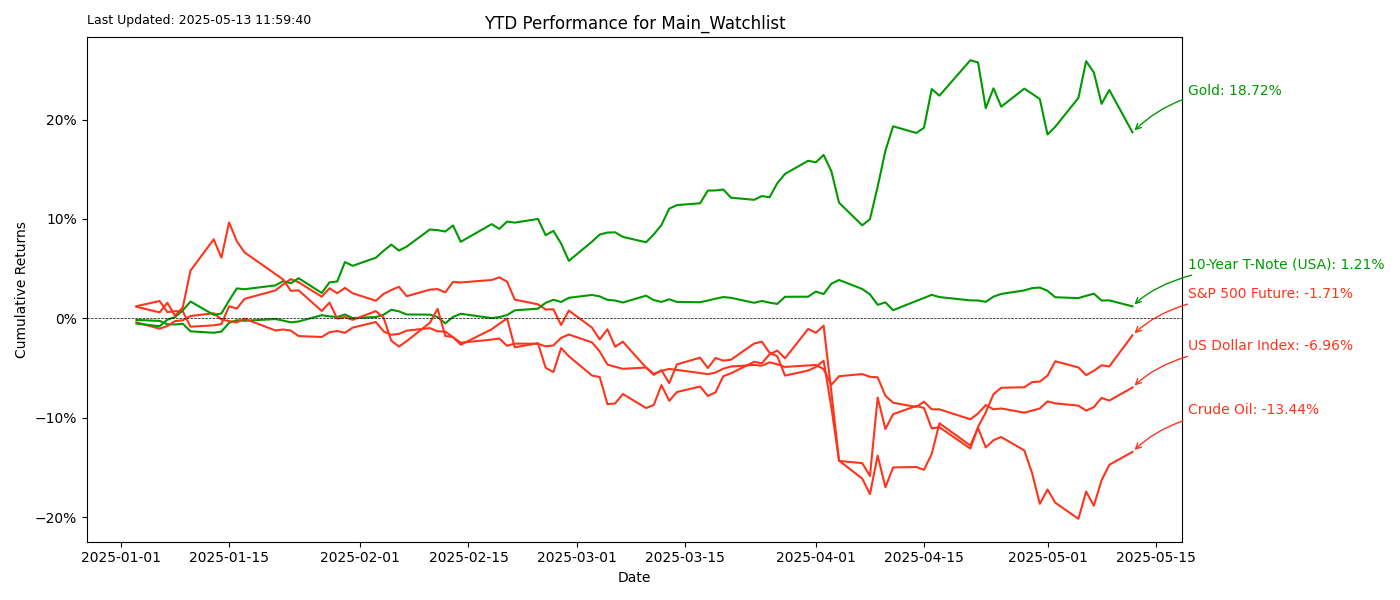 Last Updated: 2025-05-13 11:59:40
YTD Performance for Main_Watchlist
Cumulative Returns
20%
10%
0%
−10%
−20%
Gold: 18.72%
10-Year T-Note (USA): 1.21%
S&P 500 Future: -1.71%
US Dollar Index: -6.96%
Crude Oil: -13.44%
2025-01-01 2025-01-15 2025-02-01 2025-02-15 2025-03-01 2025-03-15 2025-04-01 2025-04-15 2025-05-01 2025-05-15
Date